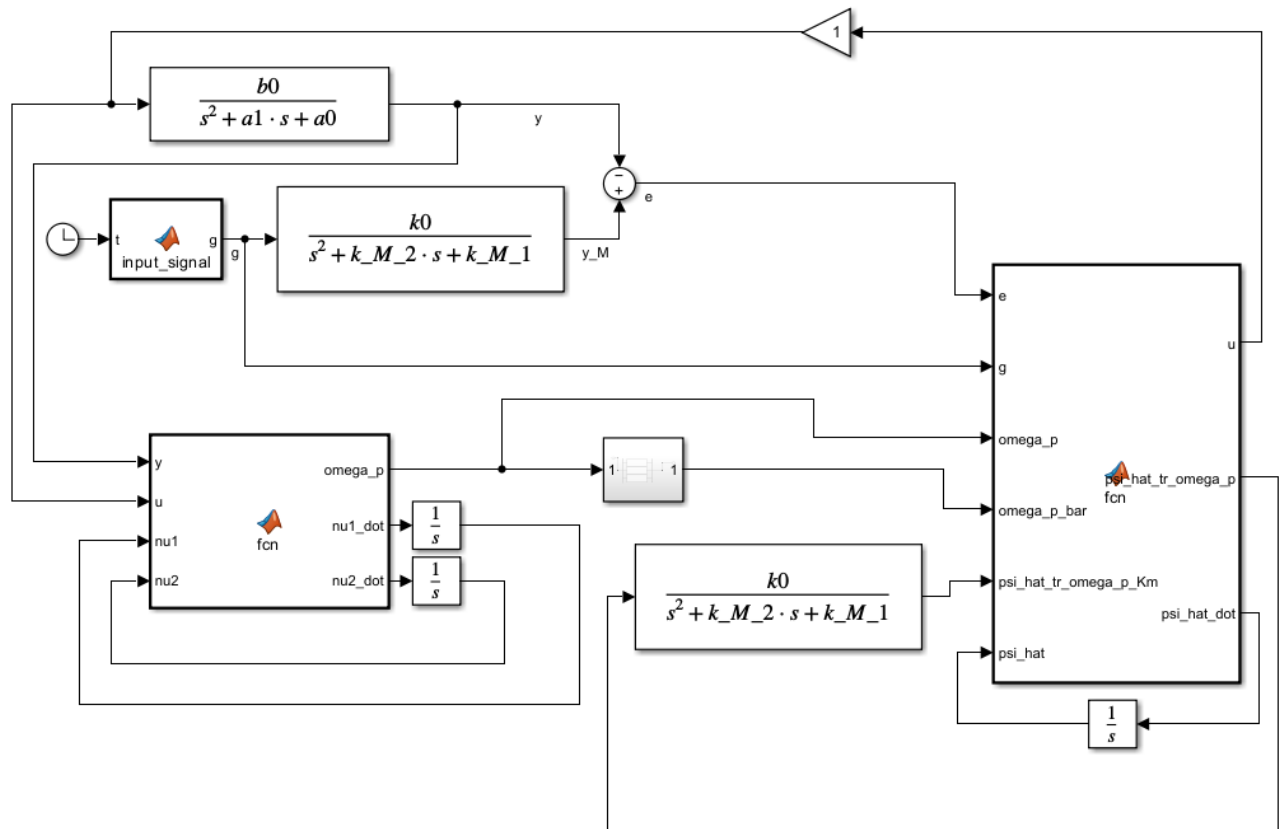 1
b0
s² + a1 · s + a0
y
−
+
e
t
g
input_signal
g
k0
s² + k_M_2 · s + k_M_1
y_M
e
g
omega_p
omega_p_bar
psi_hat_tr_omega_p_Km
psi_hat
u
psi_hat_tr_omega_p
psi_hat_dot
fcn
y
u
nu1
nu2
fcn
omega_p
nu1_dot
nu2_dot
1
s
1
s
1
1
k0
s² + k_M_2 · s + k_M_1
1
s